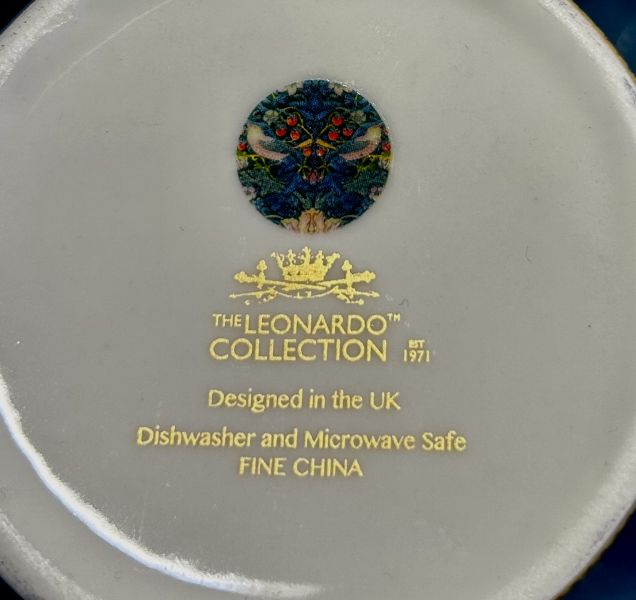 THE LEONARDO™
COLLECTION EST 1971
Designed in the UK
Dishwasher and Microwave Safe
FINE CHINA